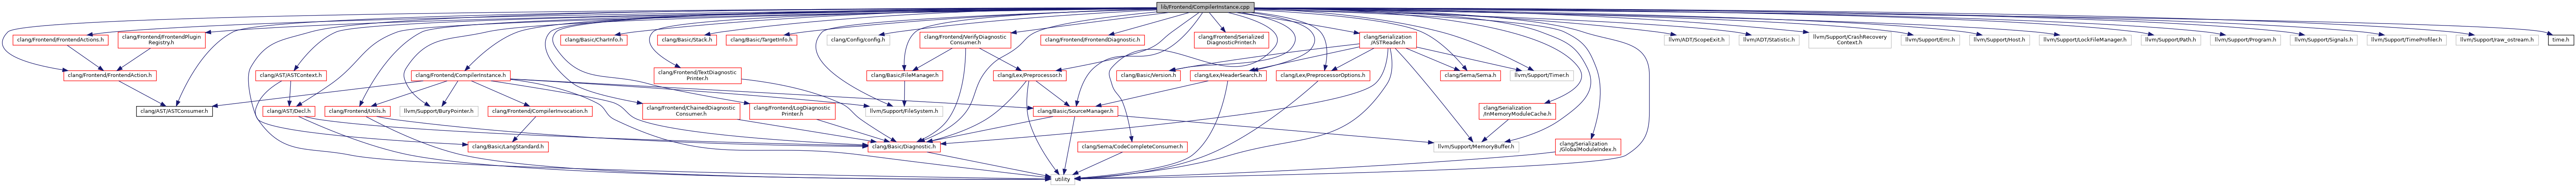 lib/Frontend/CompilerInstance.cpp
clang/Frontend/FrontendActions.h
clang/Frontend/FrontendPlugin
Registry.h
clang/Basic/CharInfo.h
clang/Basic/Stack.h
clang/Basic/TargetInfo.h
clang/Config/config.h
clang/Frontend/VerifyDiagnostic
Consumer.h
clang/Frontend/FrontendDiagnostic.h
clang/Frontend/Serialized
DiagnosticPrinter.h
clang/Serialization
/ASTReader.h
llvm/ADT/ScopeExit.h
llvm/ADT/Statistic.h
llvm/Support/CrashRecovery
Context.h
llvm/Support/Errc.h
llvm/Support/Host.h
llvm/Support/LockFileManager.h
llvm/Support/Path.h
llvm/Support/Program.h
llvm/Support/Signals.h
llvm/Support/TimeProfiler.h
llvm/Support/raw_ostream.h
time.h
clang/Frontend/FrontendAction.h
clang/AST/ASTContext.h
clang/Frontend/CompilerInstance.h
clang/Frontend/TextDiagnostic
Printer.h
clang/Basic/FileManager.h
clang/Lex/Preprocessor.h
clang/Basic/Version.h
clang/Lex/HeaderSearch.h
clang/Lex/PreprocessorOptions.h
clang/Sema/Sema.h
llvm/Support/Timer.h
clang/AST/ASTConsumer.h
clang/AST/Decl.h
clang/Frontend/Utils.h
llvm/Support/BuryPointer.h
clang/Frontend/CompilerInvocation.h
clang/Frontend/ChainedDiagnostic
Consumer.h
clang/Frontend/LogDiagnostic
Printer.h
llvm/Support/FileSystem.h
clang/Basic/SourceManager.h
clang/Serialization
/InMemoryModuleCache.h
clang/Basic/LangStandard.h
clang/Basic/Diagnostic.h
clang/Sema/CodeCompleteConsumer.h
llvm/Support/MemoryBuffer.h
clang/Serialization
/GlobalModuleIndex.h
utility